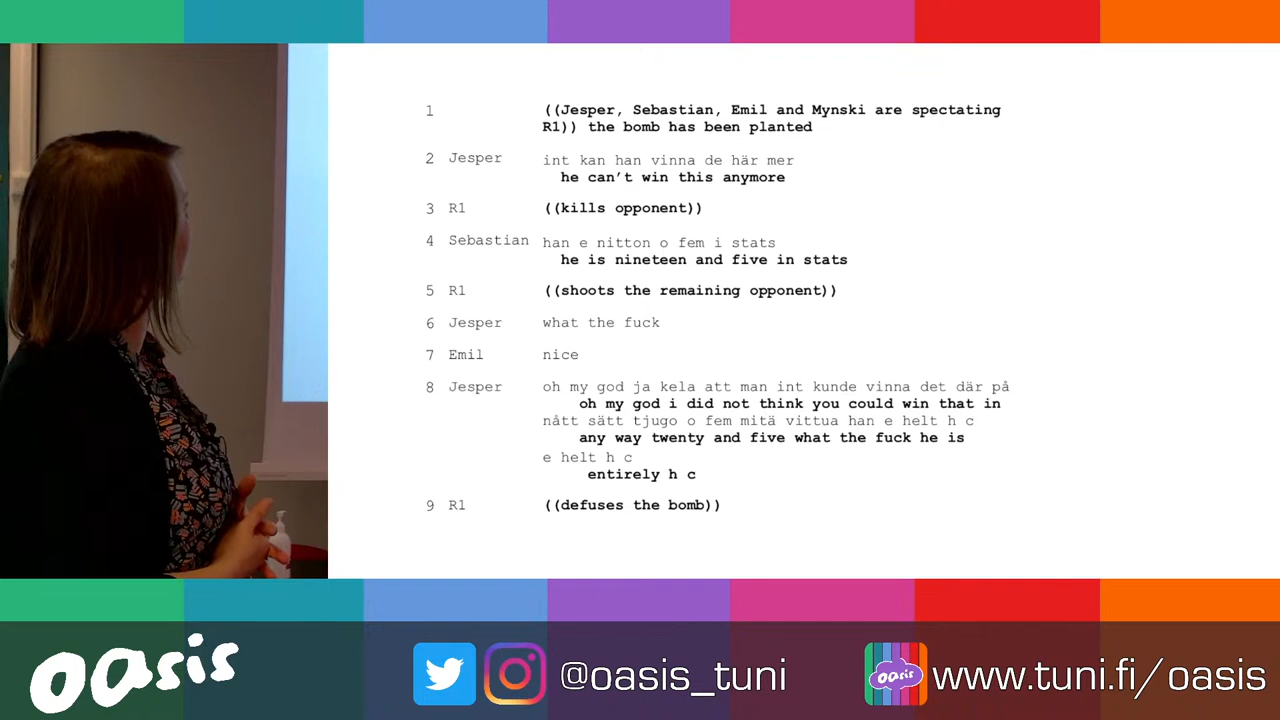 1 ((Jesper, Sebastian, Emil and Mynski are spectating
R1)) the bomb has been planted
2 Jesper int kan han vinna de här mer
he can't win this anymore
3 R1 ((kills opponent))
4 Sebastian han e nitton o fem i stats
he is nineteen and five in stats
5 R1 ((shoots the remaining opponent))
6 Jesper what the fuck
7 Emil nice
8 Jesper oh my god ja kela att man int kunde vinna det där på
oh my god i did not think you could win that in
nått sätt tjugo o fem mitä vittua han e helt h c
any way twenty and five what the fuck he is
e helt h c
entirely h c
9 R1 ((defuses the bomb))
oasis
@oasis_tuni
oasis
www.tuni.fi/oasis